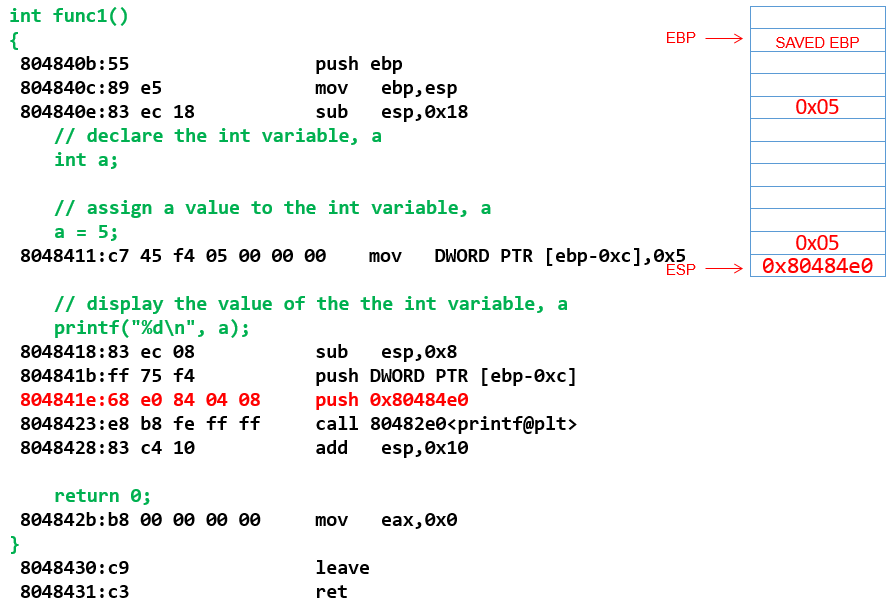 int func1()
{
804840b:55 push ebp
804840c:89 e5 mov ebp,esp
804840e:83 ec 18 sub esp,0x18
// declare the int variable, a
int a;
// assign a value to the int variable, a
a = 5;
8048411:c7 45 f4 05 00 00 00 mov DWORD PTR [ebp-0xc],0x5
// display the value of the the int variable, a
printf("%d\n", a);
8048418:83 ec 08 sub esp,0x8
804841b:ff 75 f4 push DWORD PTR [ebp-0xc]
804841e:68 e0 84 04 08 push 0x80484e0
8048423:e8 b8 fe ff ff call 80482e0<printf@plt>
8048428:83 c4 10 add esp,0x10
return 0;
804842b:b8 00 00 00 00 mov eax,0x0
}
8048430:c9 leave
8048431:c3 ret
EBP
SAVED EBP
0x05
0x05
ESP
0x80484e0